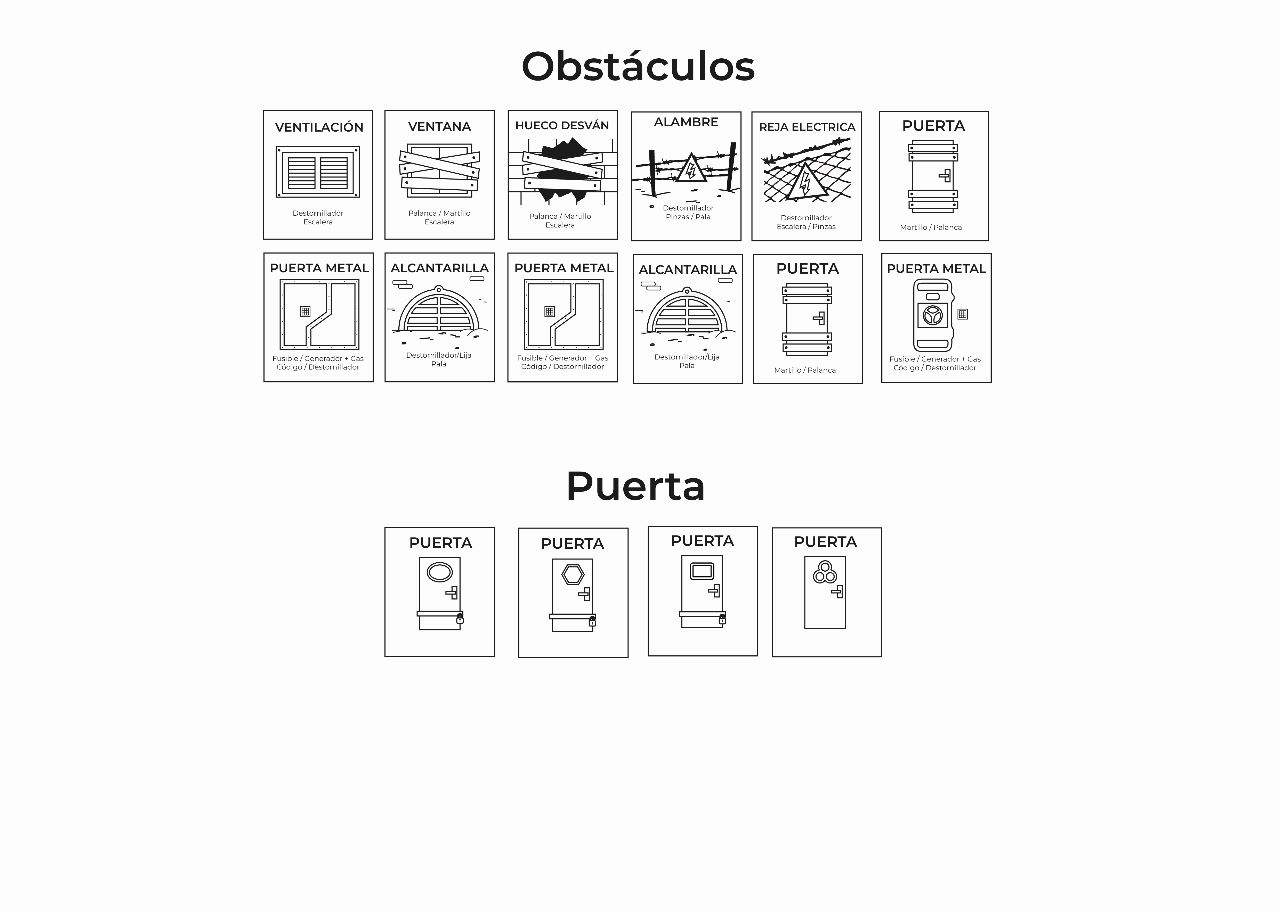 Obstáculos
VENTILACIÓN
Destornillador
Escalera
VENTANA
Palanca / Martillo
Escalera
HUECO DESVÁN
Palanca / Martillo
Escalera
ALAMBRE
Destornillador
Pinzas / Pala
REJA ELECTRICA
Destornillador
Escalera / Pinzas
PUERTA
Martillo / Palanca
PUERTA METAL
Fusible / Generador + Gas
Código / Destornillador
ALCANTARILLA
Destornillador/Lija
Pala
PUERTA METAL
Fusible / Generador + Gas
Código / Destornillador
ALCANTARILLA
Destornillador/Lija
Pala
PUERTA
Martillo / Palanca
PUERTA METAL
Fusible / Generador + Gas
Código / Destornillador
Puerta
PUERTA
PUERTA
PUERTA
PUERTA